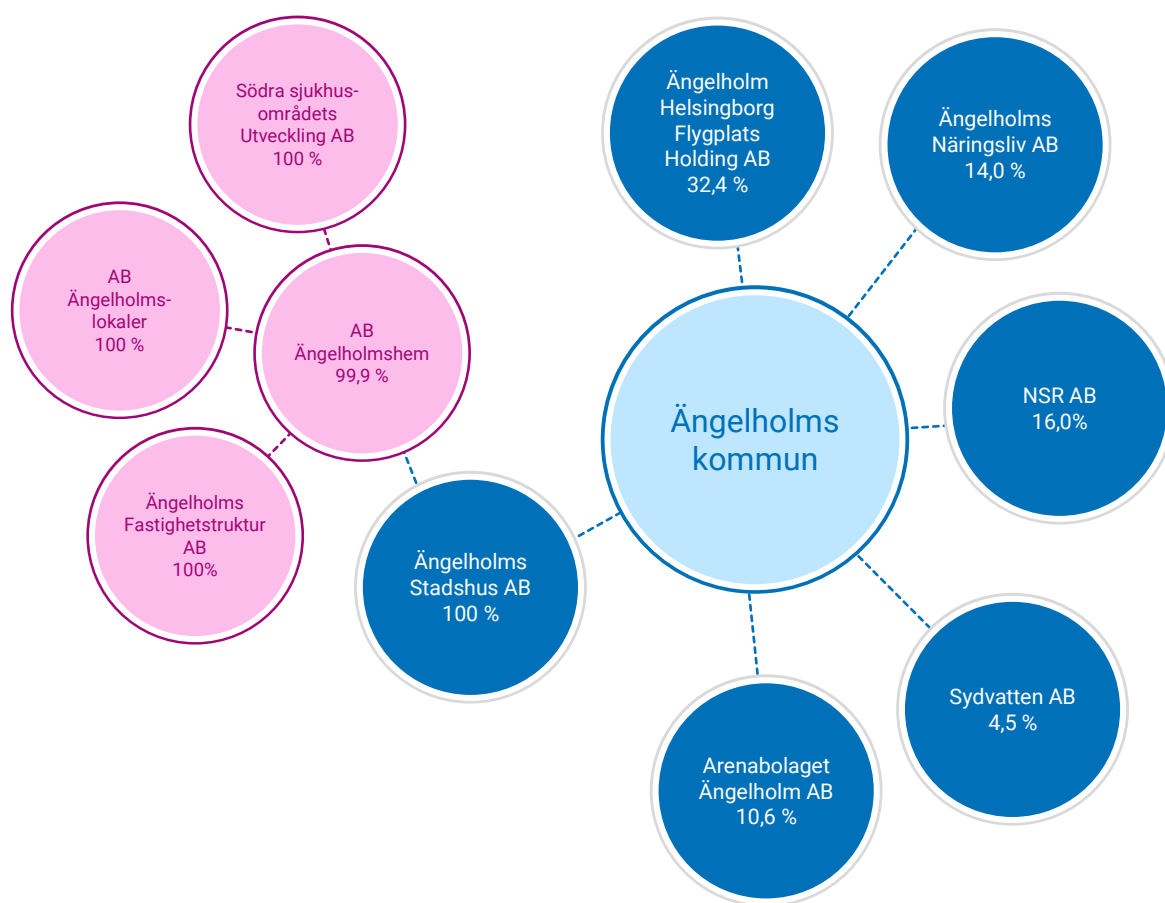 Södra sjukhus-
områdets
Utveckling AB
100 %
AB
Ängelholms-
lokaler
100 %
AB
Ängelholmshem
99,9 %
Ängelholms
Fastighetstruktur
AB
100%
Ängelholms
Stadshus AB
100 %
Ängelholm
Helsingborg
Flygplats
Holding AB
32,4 %
Ängelholms
Näringsliv AB
14,0 %
Ängelholms
kommun
NSR AB
16,0%
Sydvatten AB
4,5 %
Arenabolaget
Ängelholm AB
10,6 %